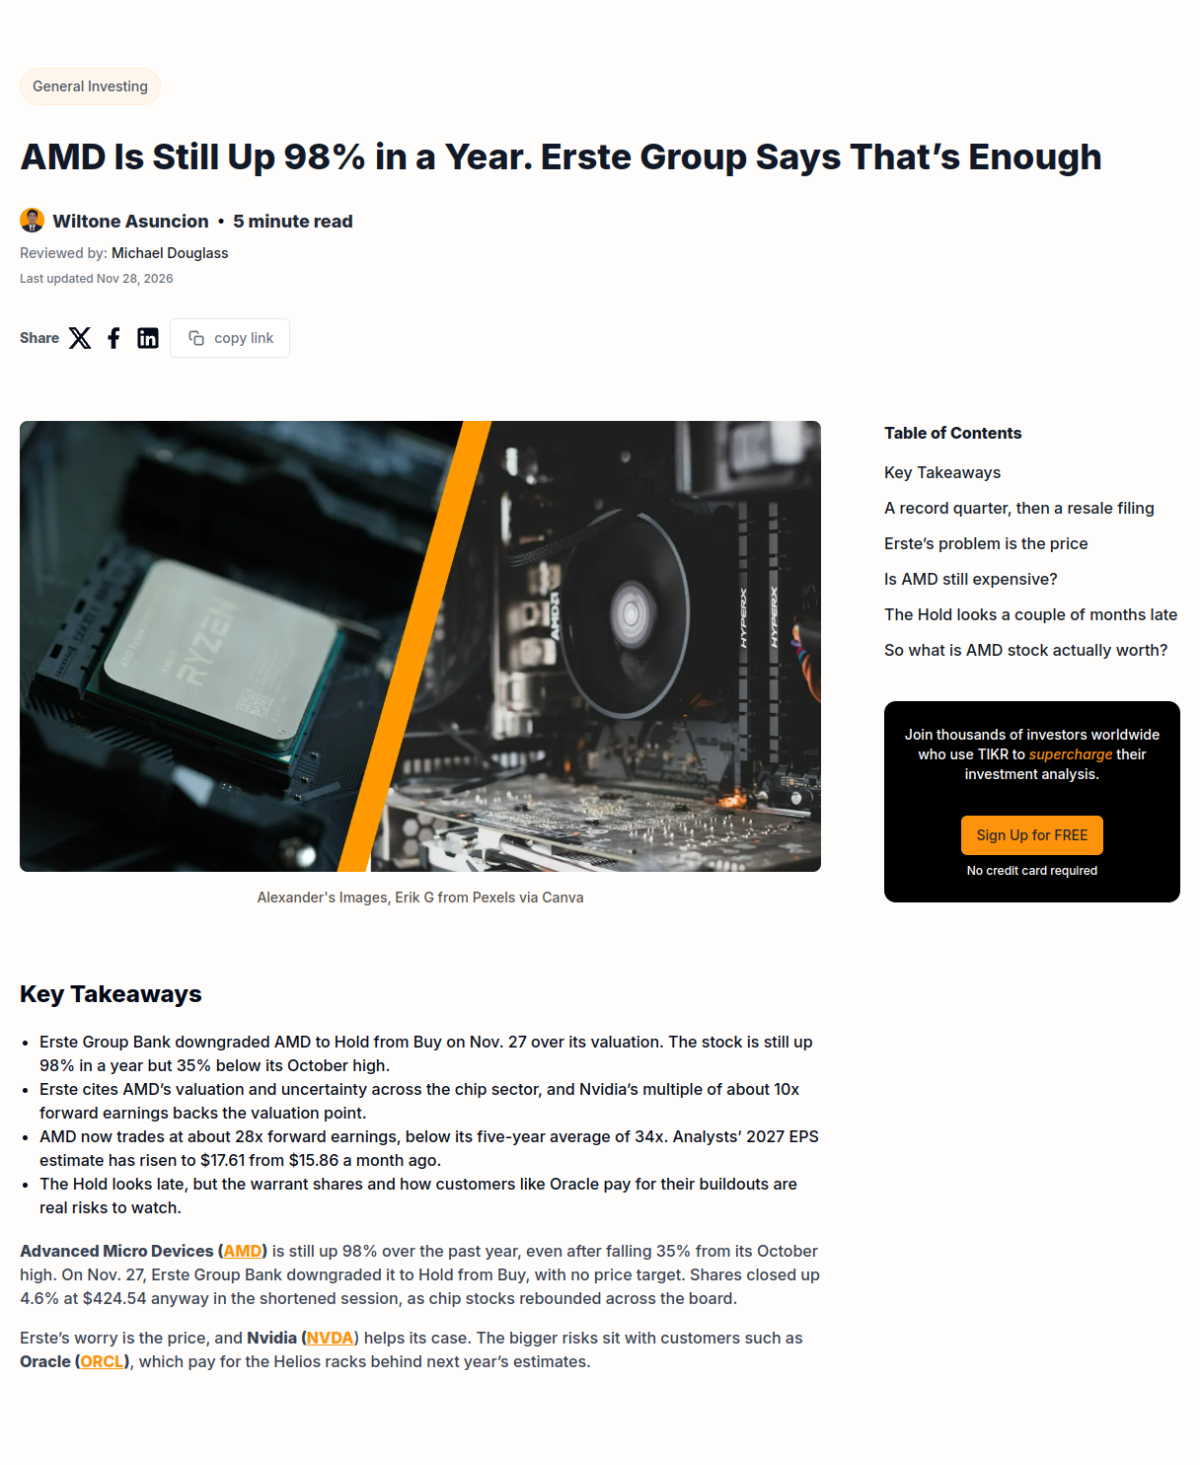 General Investing
AMD Is Still Up 98% in a Year. Erste Group Says That’s Enough
Wiltone Asuncion • 5 minute read
Reviewed by: Michael Douglass
Last updated Nov 28, 2026
Share
copy link
RYZEN
AMD
HYPERX
HYPERX
Alexander's Images, Erik G from Pexels via Canva
Table of Contents
Key Takeaways
A record quarter, then a resale filing
Erste’s problem is the price
Is AMD still expensive?
The Hold looks a couple of months late
So what is AMD stock actually worth?
Join thousands of investors worldwide
who use TIKR to supercharge their
investment analysis.
Sign Up for FREE
No credit card required
Key Takeaways
• Erste Group Bank downgraded AMD to Hold from Buy on Nov. 27 over its valuation. The stock is still up
98% in a year but 35% below its October high.
• Erste cites AMD’s valuation and uncertainty across the chip sector, and Nvidia’s multiple of about 10x
forward earnings backs the valuation point.
• AMD now trades at about 28x forward earnings, below its five-year average of 34x. Analysts’ 2027 EPS
estimate has risen to $17.61 from $15.86 a month ago.
• The Hold looks late, but the warrant shares and how customers like Oracle pay for their buildouts are
real risks to watch.
Advanced Micro Devices (AMD) is still up 98% over the past year, even after falling 35% from its October
high. On Nov. 27, Erste Group Bank downgraded it to Hold from Buy, with no price target. Shares closed up
4.6% at $424.54 anyway in the shortened session, as chip stocks rebounded across the board.
Erste’s worry is the price, and Nvidia (NVDA) helps its case. The bigger risks sit with customers such as
Oracle (ORCL), which pay for the Helios racks behind next year’s estimates.